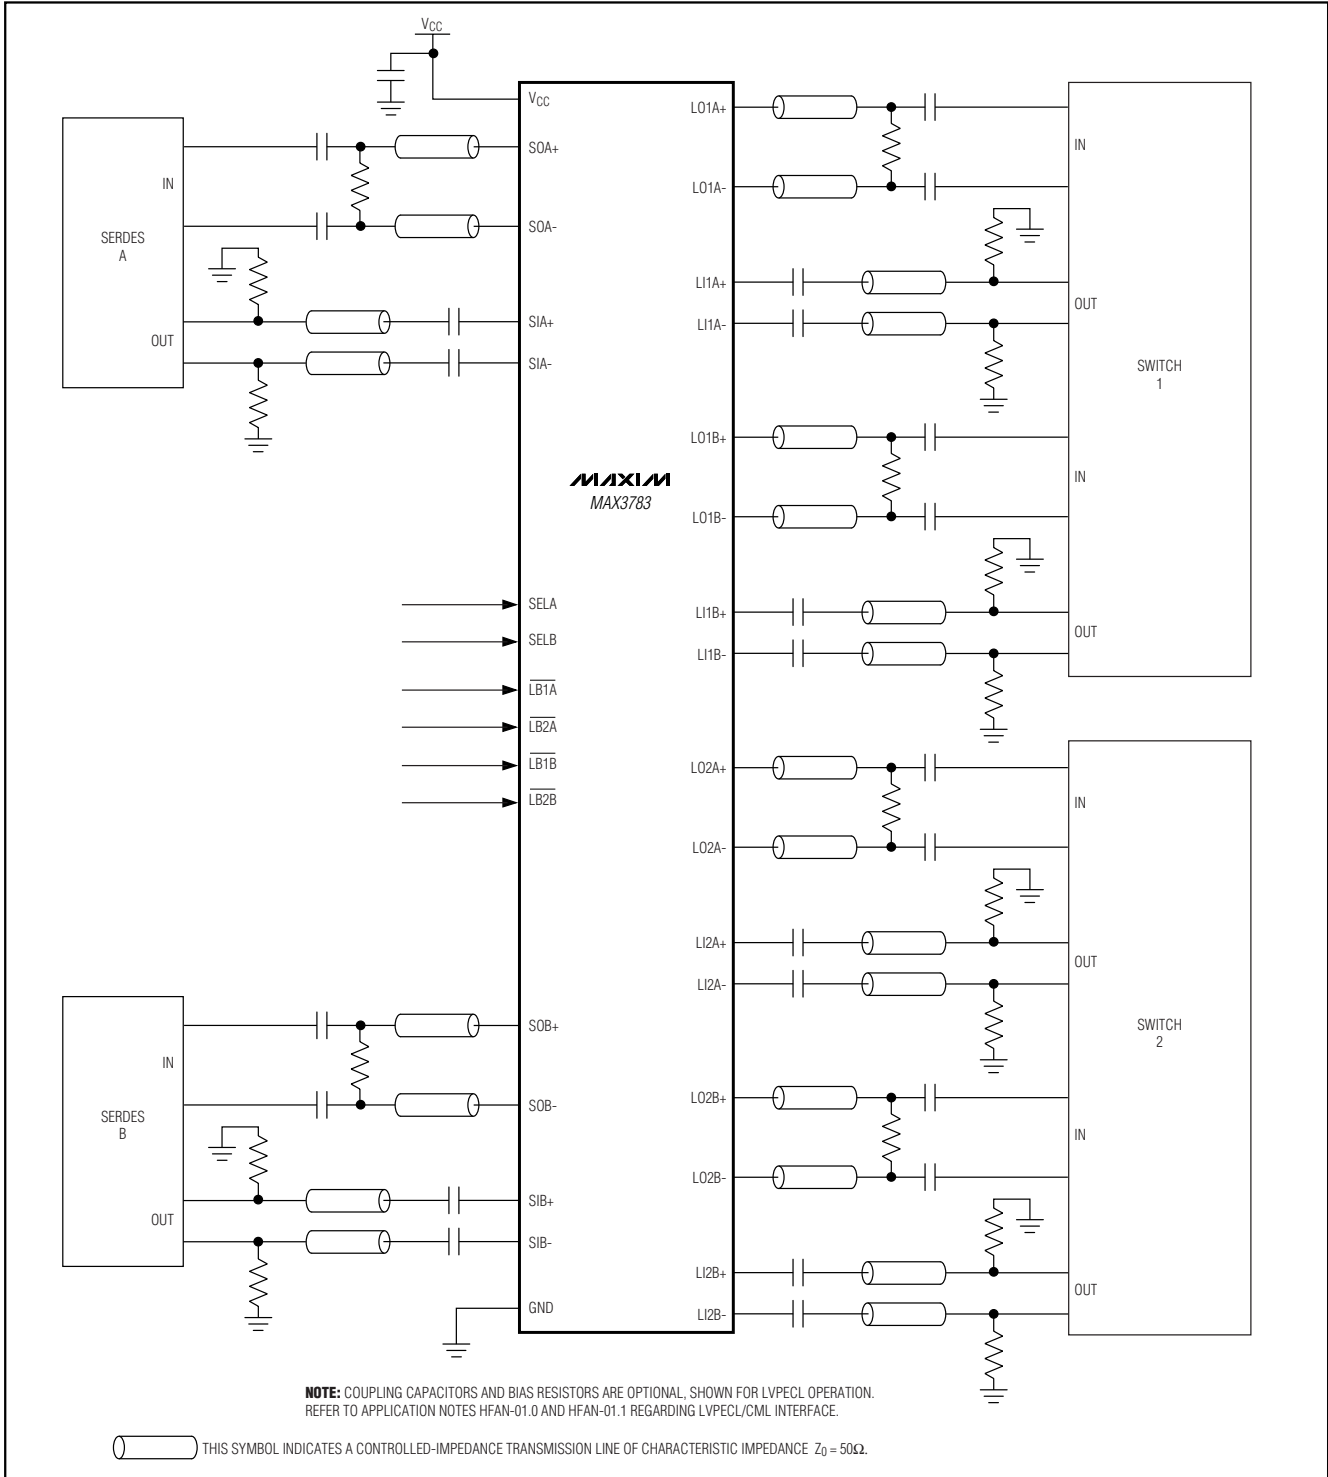 VCC
VCC
SOA+
SOA-
SIA+
SIA-
SERDES
A
IN
OUT
LO1A+
LO1A-
LI1A+
LI1A-
LO1B+
LO1B-
LI1B+
LI1B-
IN
OUT
IN
OUT
SWITCH
1
MAXIM
MAX3783
SELA
SELB
LB1A
LB2A
LB1B
LB2B
LO2A+
LO2A-
LI2A+
LI2A-
LO2B+
LO2B-
LI2B+
LI2B-
IN
OUT
IN
OUT
SWITCH
2
SERDES
B
IN
OUT
SOB+
SOB-
SIB+
SIB-
GND
NOTE: COUPLING CAPACITORS AND BIAS RESISTORS ARE OPTIONAL, SHOWN FOR LVPECL OPERATION.
REFER TO APPLICATION NOTES HFAN-01.0 AND HFAN-01.1 REGARDING LVPECL/CML INTERFACE.
THIS SYMBOL INDICATES A CONTROLLED-IMPEDANCE TRANSMISSION LINE OF CHARACTERISTIC IMPEDANCE Z0 = 50Ω.